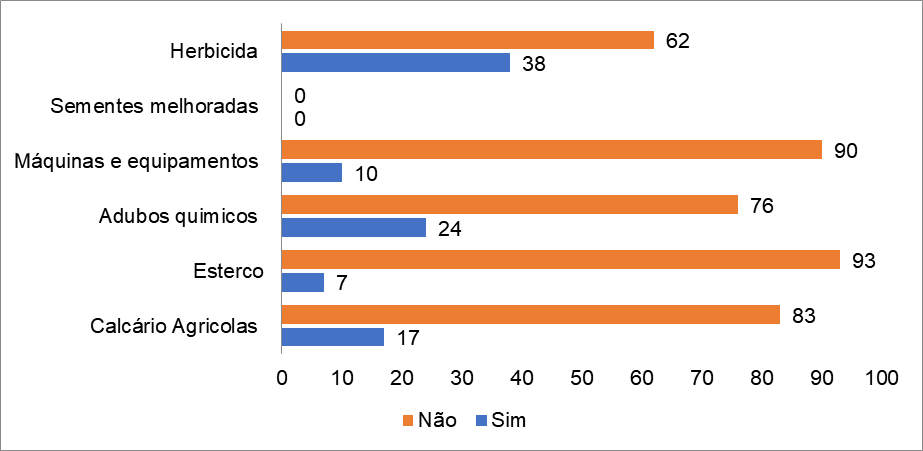 Herbicida
62
38
Sementes melhoradas
0
0
Máquinas e equipamentos
90
10
Adubos quimicos
76
24
Esterco
93
7
Calcário Agricolas
83
17
0 10 20 30 40 50 60 70 80 90 100
Não Sim